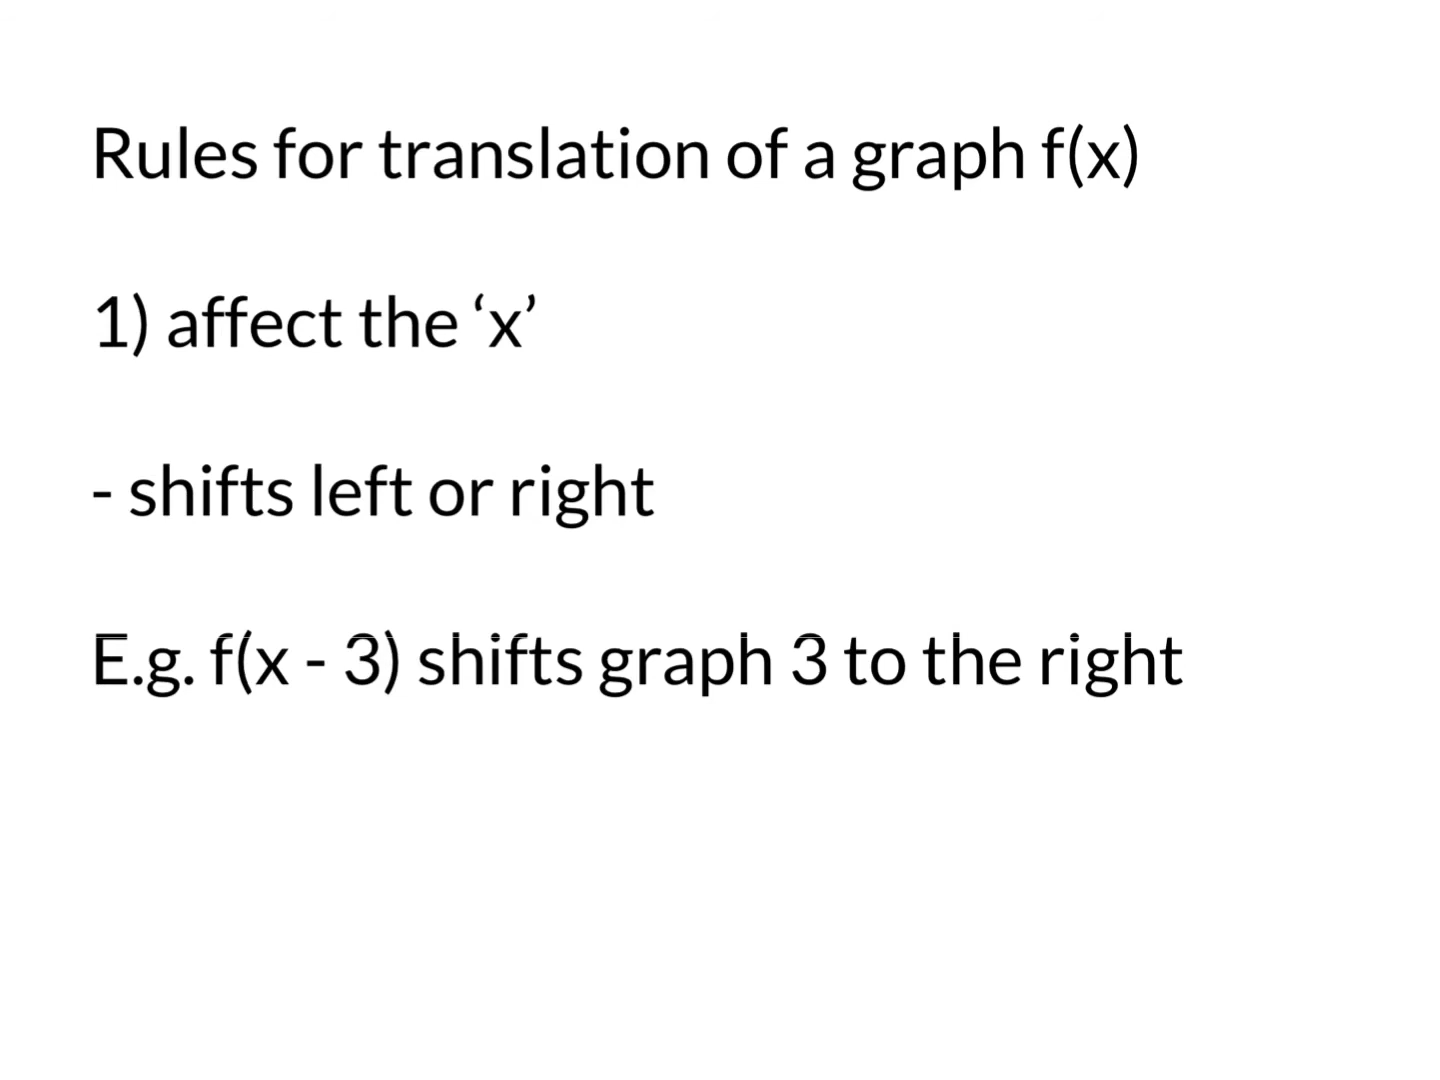 Rules for translation of a graph f(x)
1) affect the ‘x’
- shifts left or right
E.g. f(x - 3) shifts graph 3 to the right